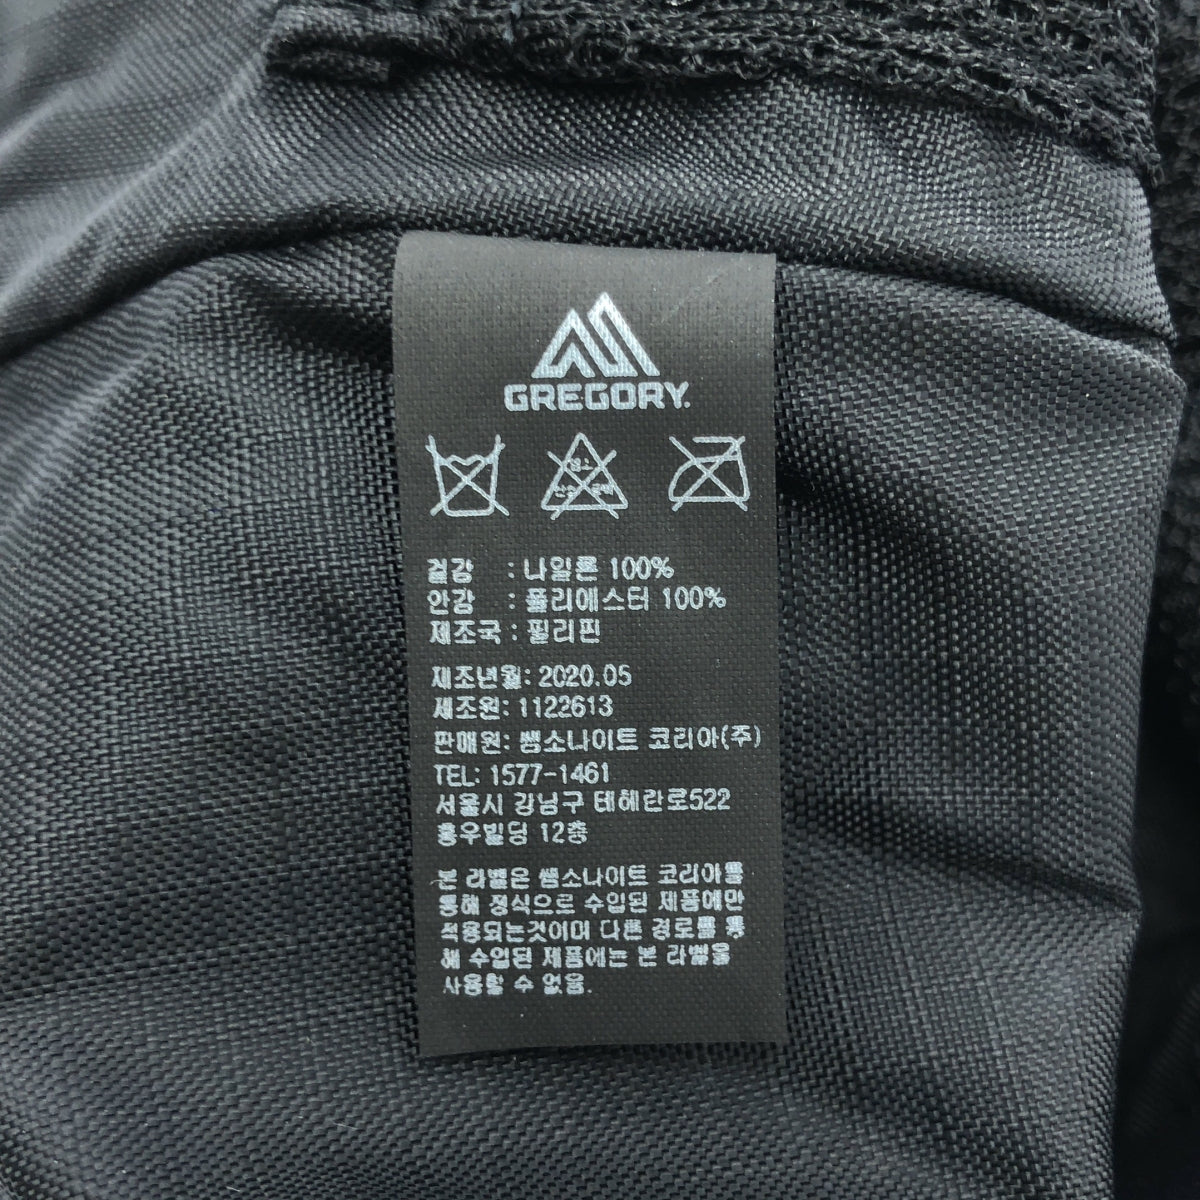 GREGORY.
염소
걸감 : 나일론 100%
안감 : 폴리에스터 100%
제조국 : 필리핀
제조년월: 2020.05
제조원: 1122613
판매원: 쌤소나이트 코리아(주)
TEL: 1577-1461
서울시 강남구 테헤란로522
홍우빌딩 12층
본 라벨은 쌤소나이트 코리아를
통해 정식으로 수입된 제품에만
적용되는것이며 다른 경로를 통
해 수입된 제품에는 본 라벨을
사용할 수 없음.